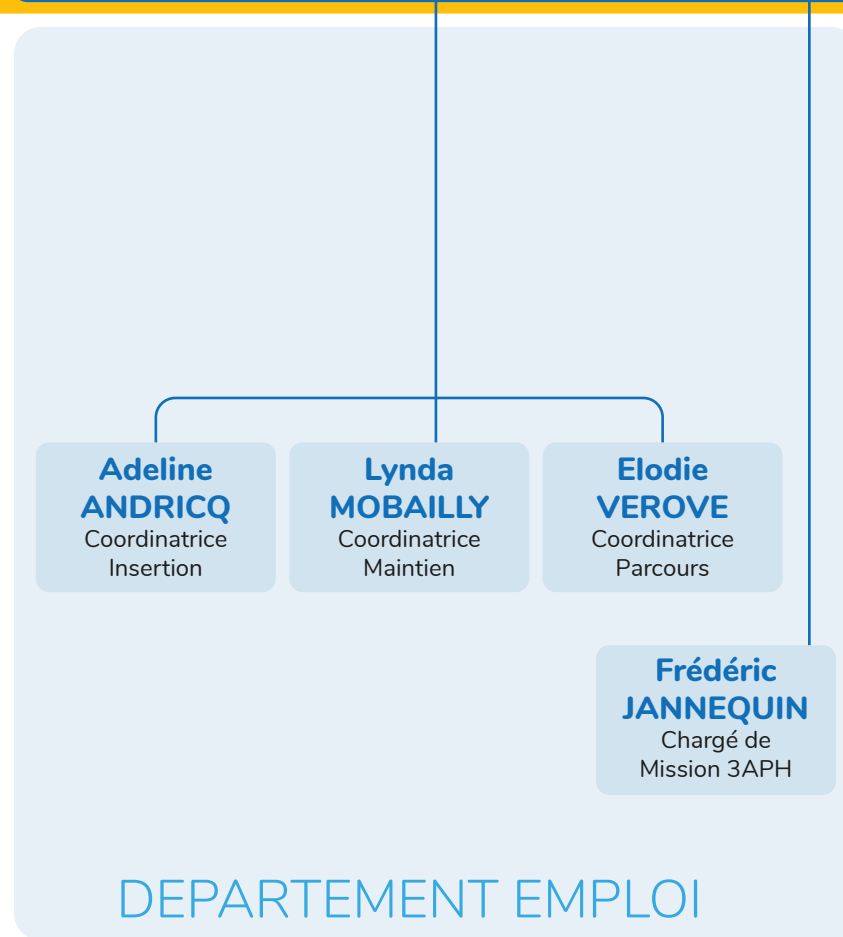 Adeline
ANDRICQ
Coordinatrice
Insertion
Lynda
MOBAILLY
Coordinatrice
Maintien
Elodie
VEROVE
Coordinatrice
Parcours
Frédéric
JANNEQUIN
Chargé de
Mission 3APH
DEPARTEMENT EMPLOI